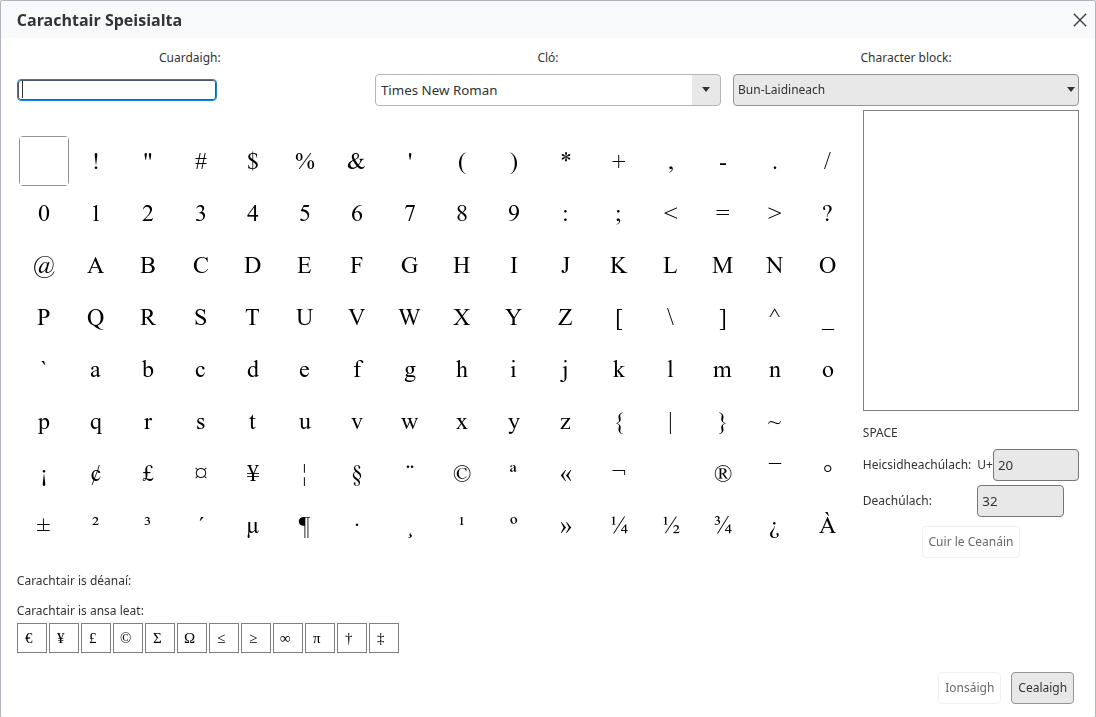 Carachtair Speisialta
Cuardaigh: Cló: Character block:
Times New Roman Bun-Laidineach
! " # $ % & ' ( ) * + , - . /
0 1 2 3 4 5 6 7 8 9 : ; < = > ?
@ A B C D E F G H I J K L M N O
P Q R S T U V W X Y Z [ \ ] ^ _
` a b c d e f g h i j k l m n o
p q r s t u v w x y z { | } ~
¡ ¢ £ ¤ ¥ ¦ § ¨ © ª « ¬ ® ¯ °
± ² ³ ´ µ ¶ · ¸ ¹ º » ¼ ½ ¾ ¿ À
SPACE
Heicsidheachúlach: U+ 20
Deachúlach: 32
Cuir le Ceanáin
Carachtair is déanaí:
Carachtair is ansa leat:
€ ¥ £ © Σ Ω ≤ ≥ ∞ π † ‡
Ionsáigh Cealaigh